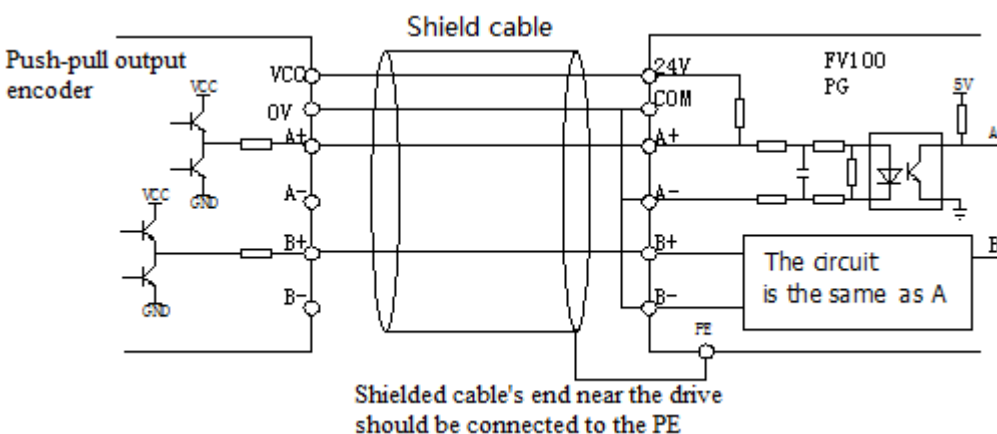 Shield cable
Push-pull output
encoder
VCC
GND
VCC
GND
VCC
0V
A+
A-
B+
B-
24V
COM
A+
A-
B+
B-
FV100
PG
5V
A
The circuit
is the same as A
B
PE
Shielded cable's end near the drive
should be connected to the PE